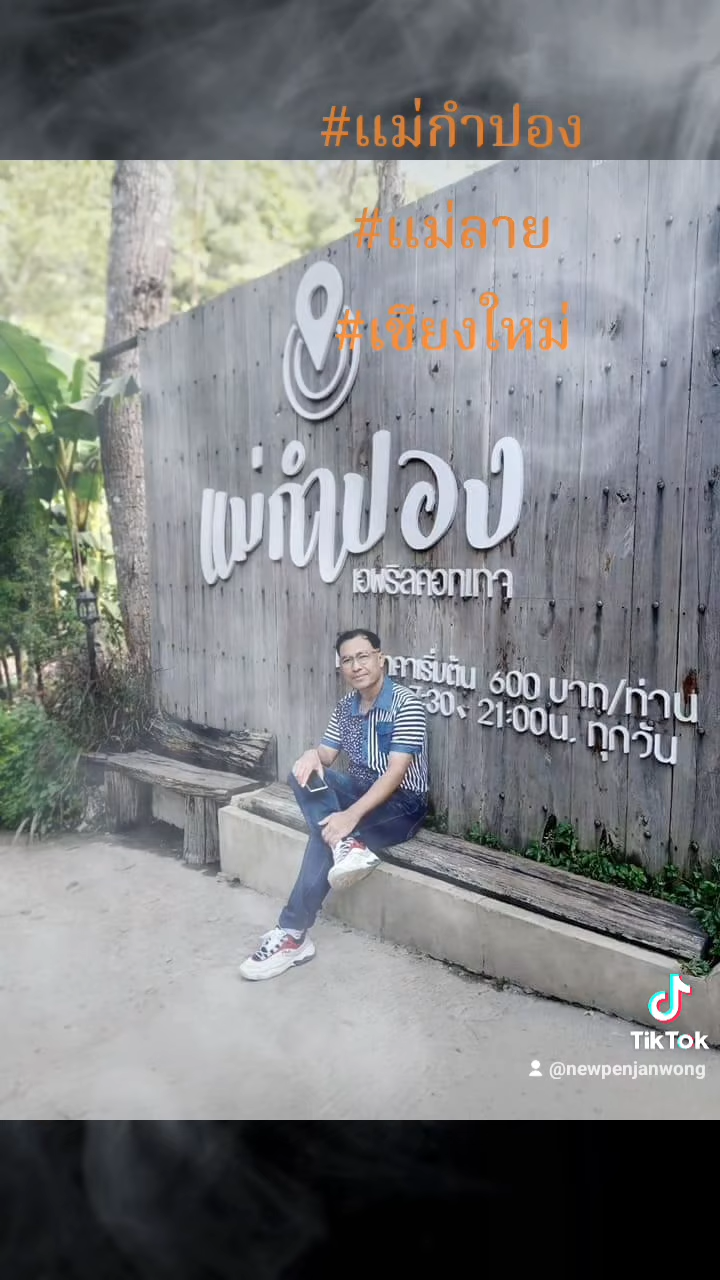 #แม่กำปอง
#แม่ลาย
#เชียงใหม่
แม่กำปอง
เอพริลคอทเทจ
าคาเริ่มต้น 600 บาท/ท่าน
7:30 - 21:00น. ทุกวัน
TikTok
@newpenjanwong